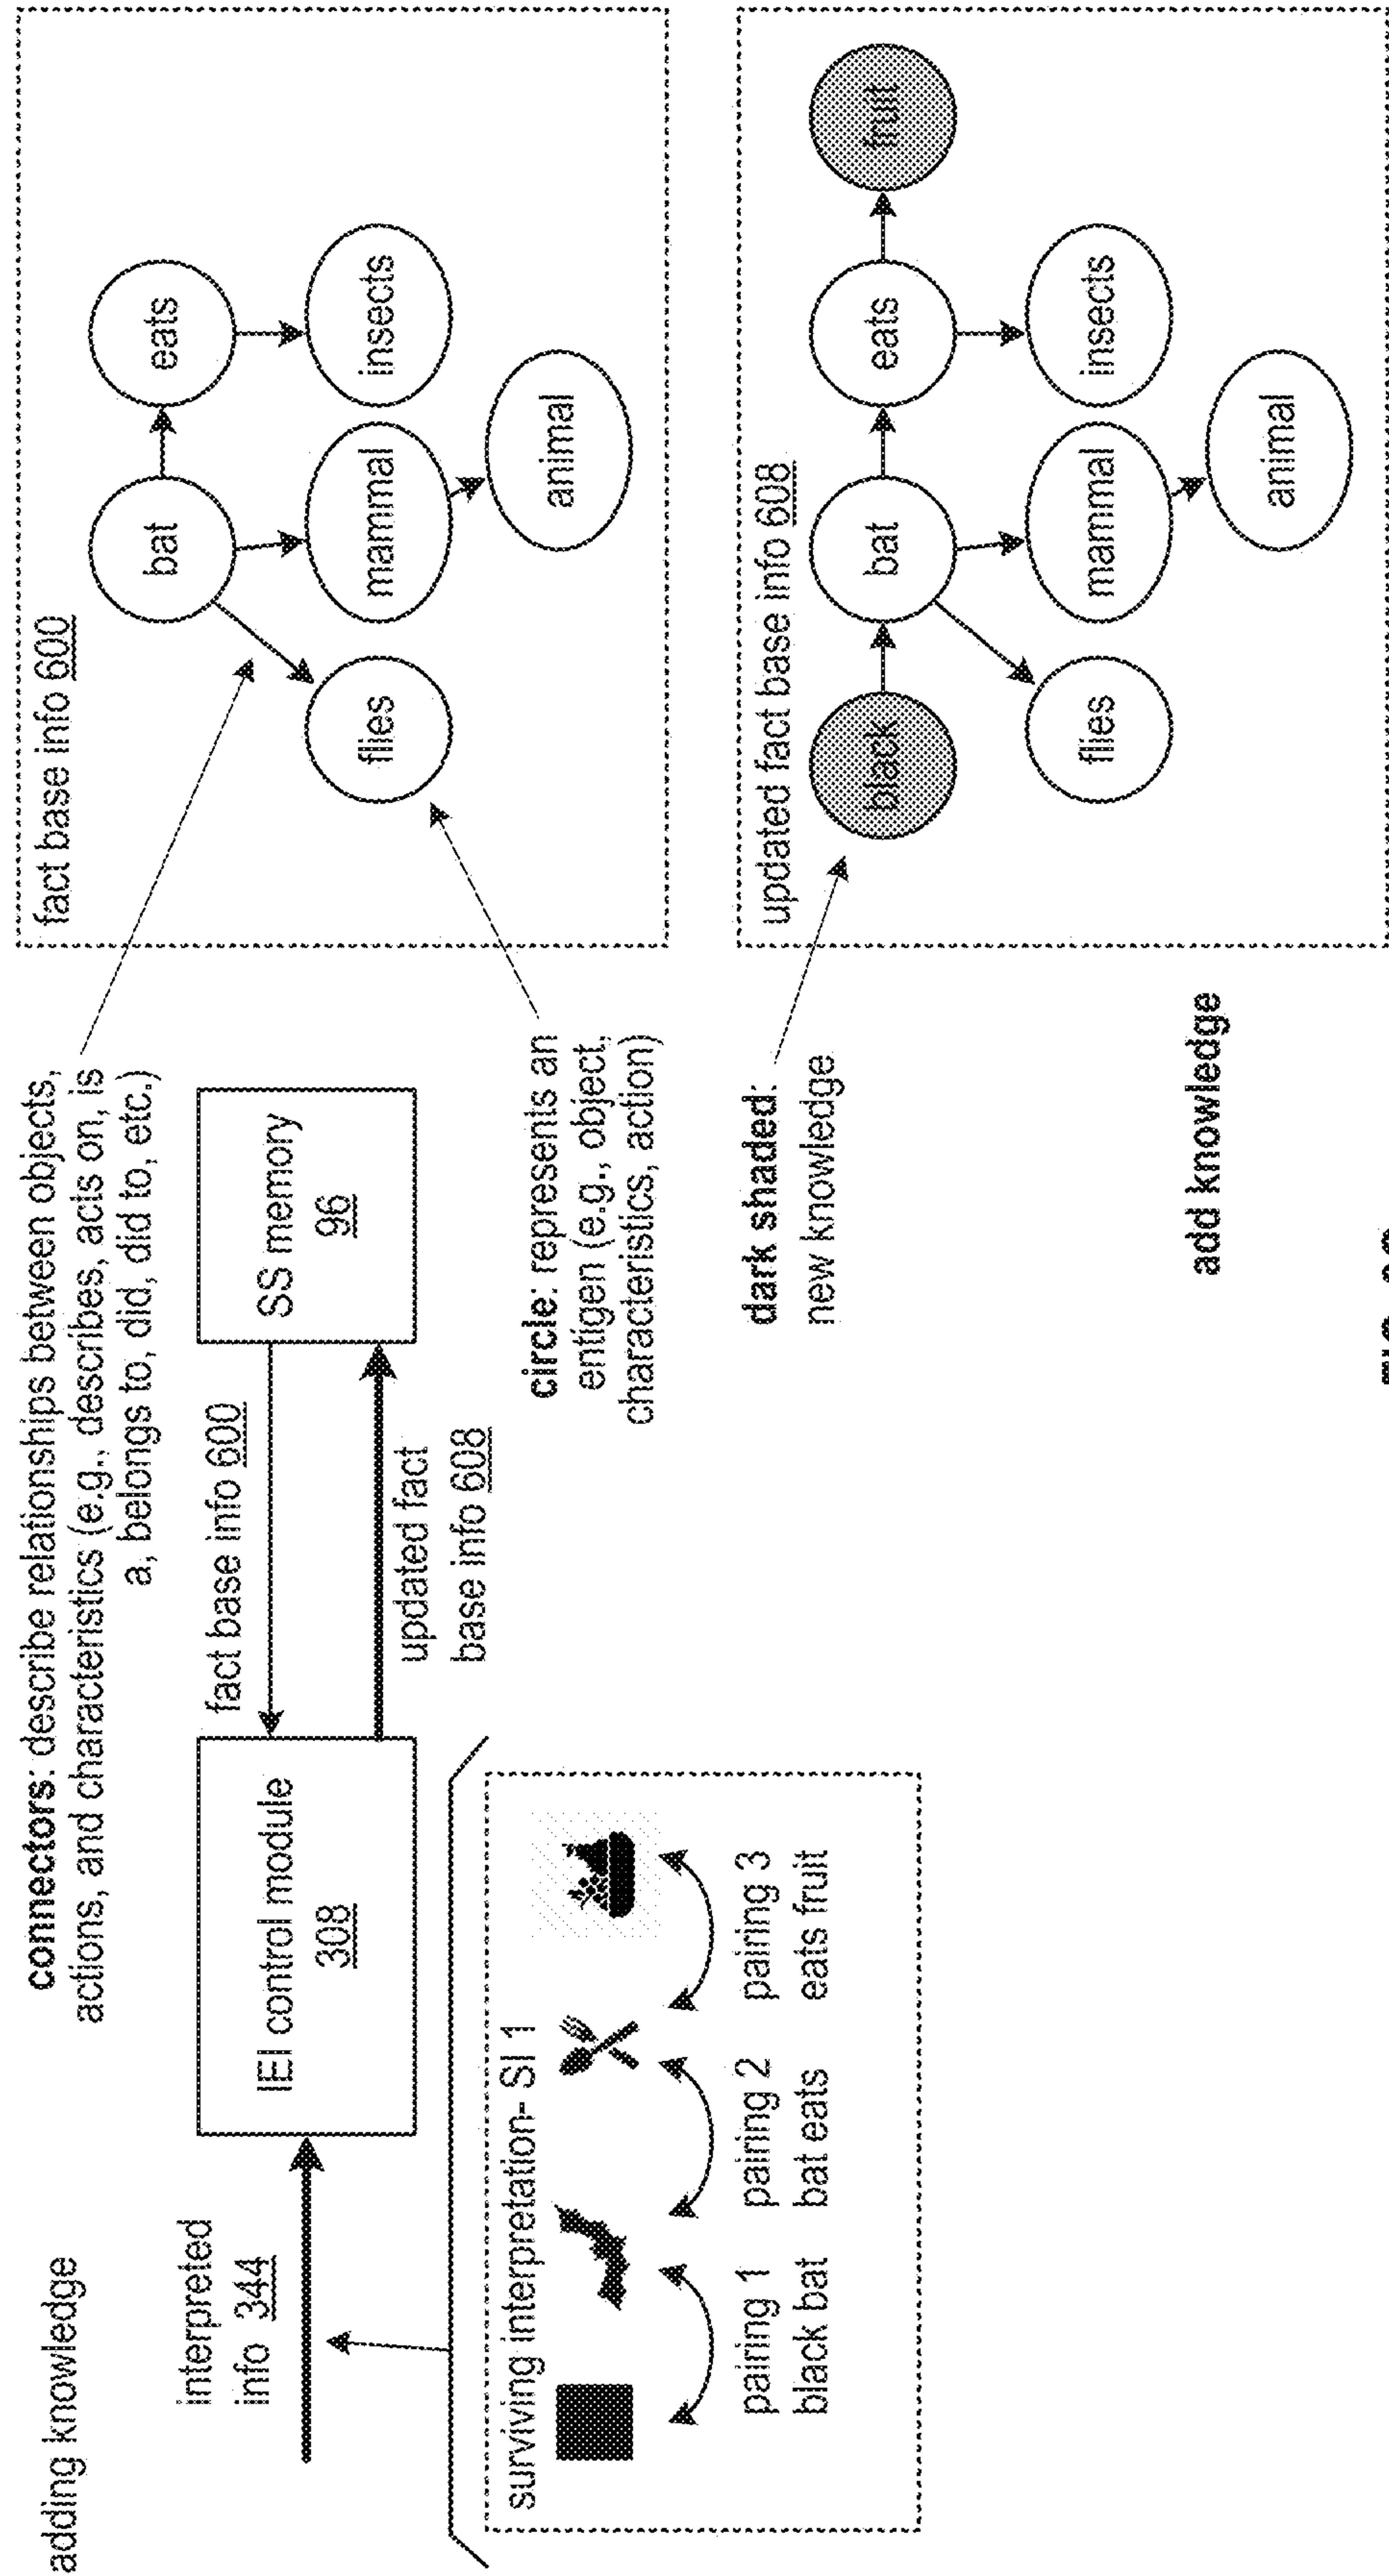 adding knowledge
connectors: describe relationships between objects,
actions, and characteristics (e.g., describes, acts on, is
a, belongs to, did, did to, etc.)
interpreted
info 344
IEI control module
308
fact base info 600
updated fact
base info 608
SS memory
96
surviving interpretation- SI 1
pairing 1
black bat
pairing 2
bat eats
pairing 3
eats fruit
circle: represents an
entigen (e.g., object,
characteristics, action)
dark shaded:
new knowledge
add knowledge
fact base info 600
bat
eats
flies
mammal
insects
animal
updated fact base info 608
black
bat
eats
fruit
flies
mammal
insects
animal